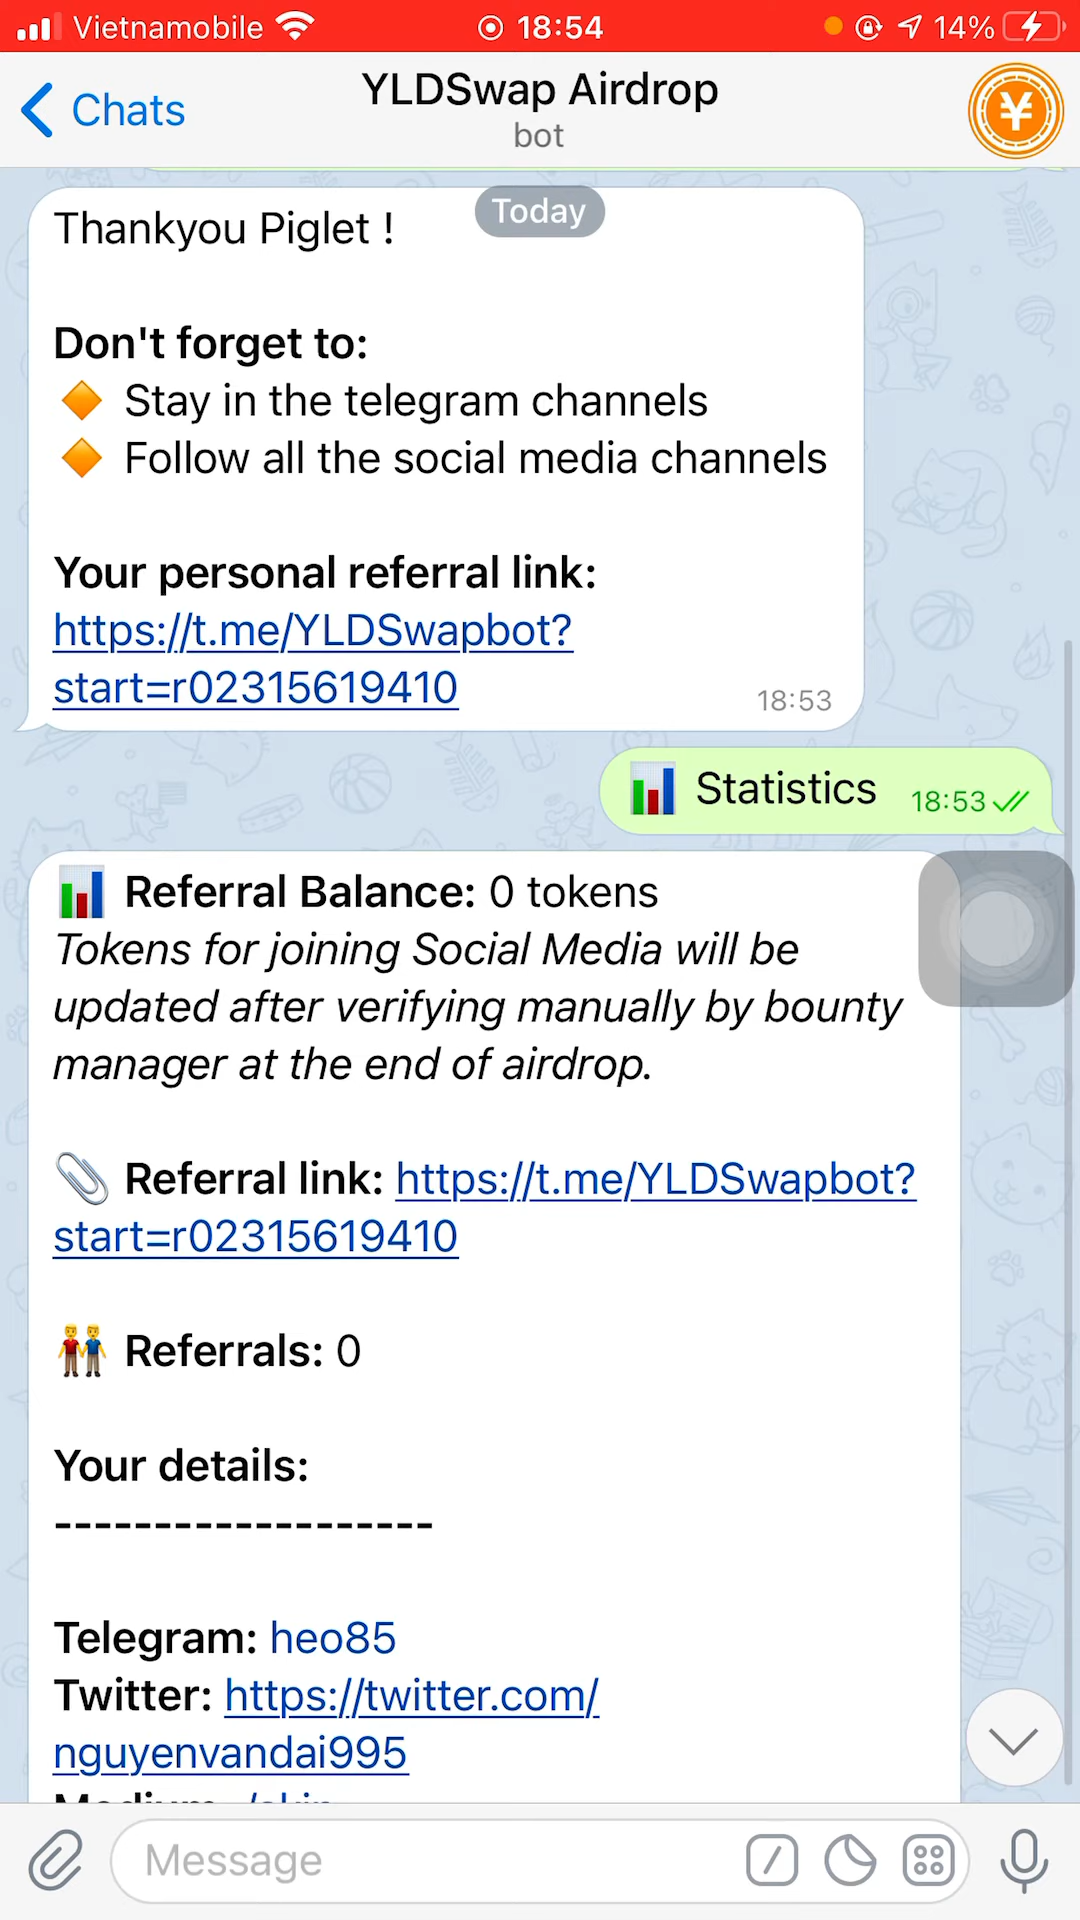 Vietnamobile 18:54 14%
Chats
YLDSwap Airdrop
bot
Today
Thankyou Piglet !
Don't forget to:
Stay in the telegram channels
Follow all the social media channels
Your personal referral link:
https://t.me/YLDSwapbot?
start=r02315619410
18:53
Statistics 18:53
Referral Balance: 0 tokens
Tokens for joining Social Media will be
updated after verifying manually by bounty
manager at the end of airdrop.
Referral link: https://t.me/YLDSwapbot?
start=r02315619410
Referrals: 0
Your details:
-------------------
Telegram: heo85
Twitter: https://twitter.com/
nguyenvandai995
Medium: /skip
Message